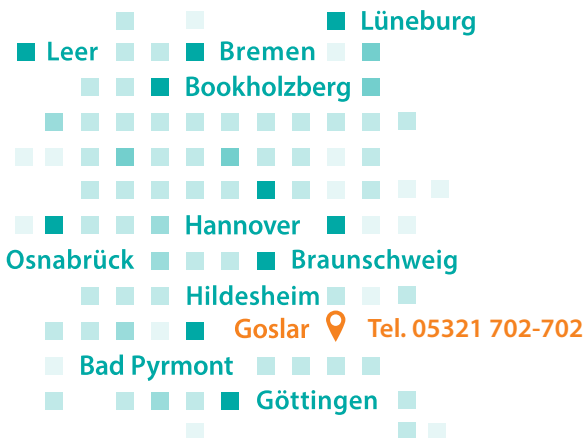 Lüneburg
Leer Bremen
Bookholzberg
Hannover
Osnabrück Braunschweig
Hildesheim
Goslar Tel. 05321 702-702
Bad Pyrmont
Göttingen